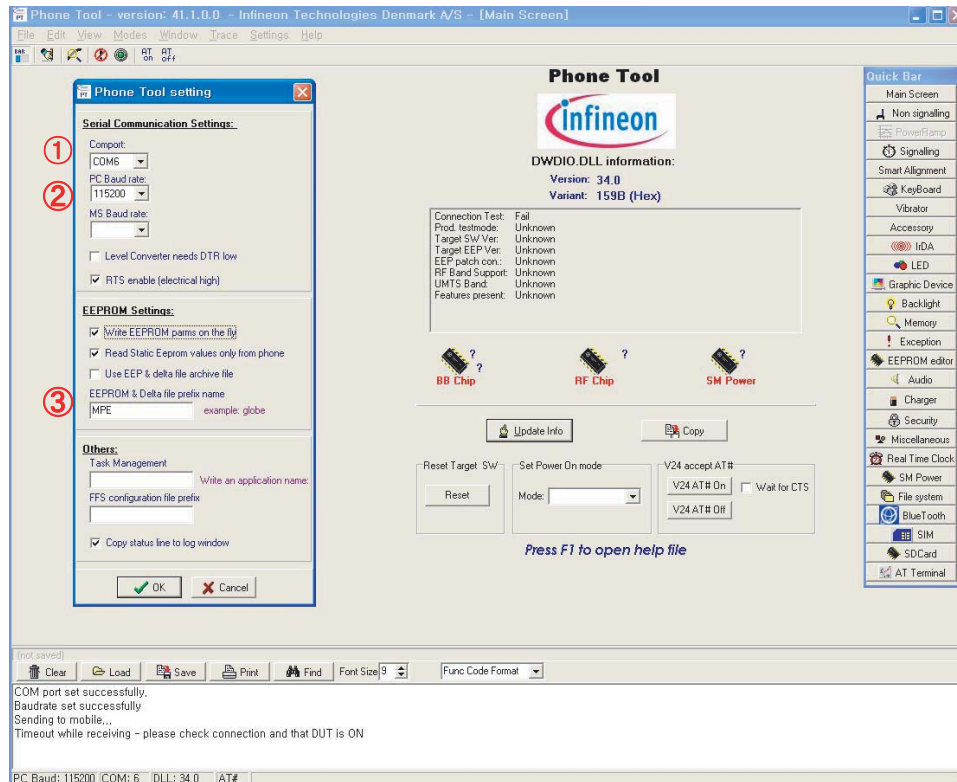 Phone Tool - version: 41.1.0.0 - Infineon Technologies Denmark A/S - [Main Screen]
File Edit View Modes Window Trace Settings Help
BAR
AT on AT off
Phone Tool setting
Serial Communication Settings:
① Comport:
COM6
② PC Baud rate:
115200
MS Baud rate:
Level Converter needs DTR low
RTS enable (electrical high)
EEPROM Settings:
Write EEPROM parms on the fly
Read Static Eeprom values only from phone
Use EEP & delta file archive file
③ EEPROM & Delta file prefix name
MPE example: globe
Others:
Task Management
Write an application name:
FFS configuration file prefix
Copy status line to log window
OK Cancel
Phone Tool
infineon
DWDIO.DLL information:
Version: 34.0
Variant: 159B (Hex)
Connection Test: Fail
Prod. testmode: Unknown
Target SW Ver: Unknown
Target EEP Ver: Unknown
EEP patch con.: Unknown
RF Band Support: Unknown
UMTS Band: Unknown
Features present: Unknown
? ? ? ?
BB Chip RF Chip SM Power
Update Info Copy
Reset Target SW Set Power On mode V24 accept AT#
Reset Mode: V24 AT# On Wait for CTS
V24 AT# Off
Press F1 to open help file
Quick Bar
Main Screen
Non signalling
PowerRamp
Signalling
Smart Allignment
KeyBoard
Vibrator
Accessory
IrDA
LED
Graphic Device
Backlight
Memory
Exception
EEPROM editor
Audio
Charger
Security
Miscellaneous
Real Time Clock
SM Power
File system
BlueTooth
SIM
SDCard
AT Terminal
(not saved)
Clear Load Save Print Find Font Size 9 Func Code Format
COM port set successfully,
Baudrate set successfully
Sending to mobile,,,
Timeout while receiving - please check connection and that DUT is ON
PC Baud: 115200 COM: 6 DLL: 34.0 AT#